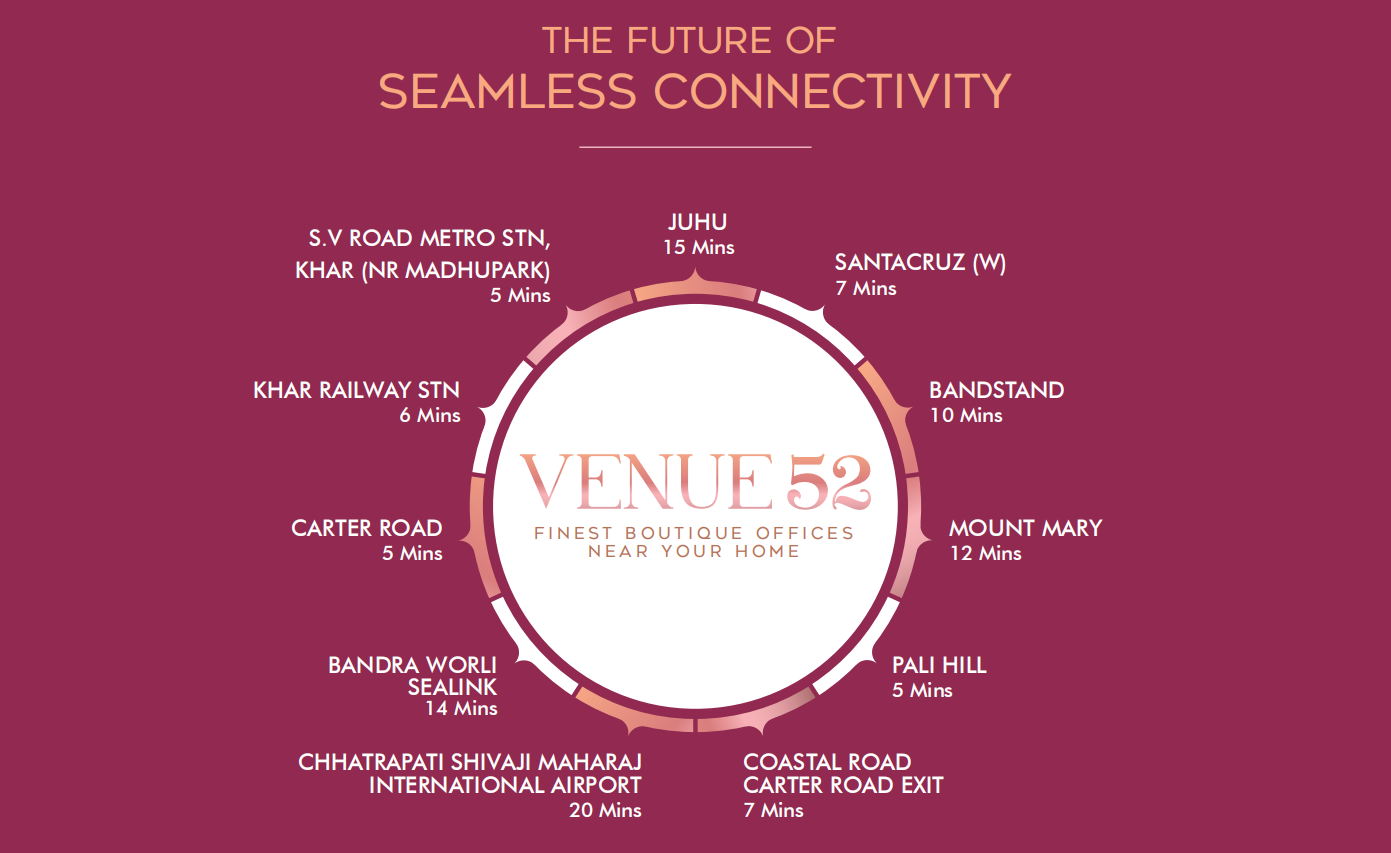 THE FUTURE OF
SEAMLESS CONNECTIVITY
JUHU
15 Mins
SANTACRUZ (W)
7 Mins
BANDSTAND
10 Mins
MOUNT MARY
12 Mins
PALI HILL
5 Mins
COASTAL ROAD
CARTER ROAD EXIT
7 Mins
CHHATRAPATI SHIVAJI MAHARAJ
INTERNATIONAL AIRPORT
20 Mins
BANDRA WORLI
SEALINK
14 Mins
CARTER ROAD
5 Mins
KHAR RAILWAY STN
6 Mins
S.V ROAD METRO STN,
KHAR (NR MADHUPARK)
5 Mins
VENUE 52
FINEST BOUTIQUE OFFICES
NEAR YOUR HOME